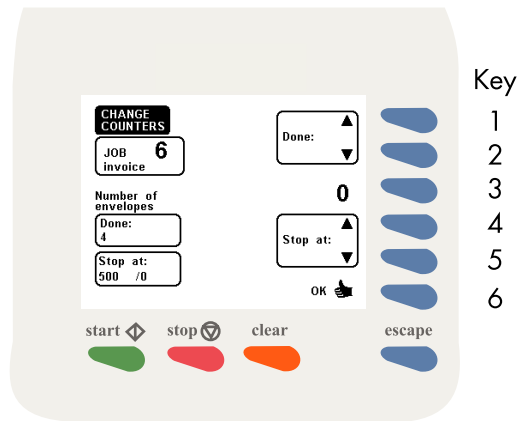 Key
CHANGE
COUNTERS
JOB 6
invoice
Done:
1
2
Number of
envelopes
0
3
Done:
4
Stop at:
4
Stop at:
500 /0
5
OK
6
start stop clear escape